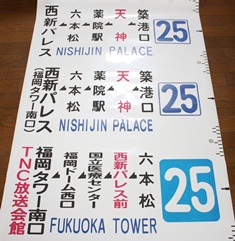 西新パレス
六本松
薬院駅
天神
築港口
25
NISHIJIN PALACE
西新パレス
(福岡タワー南口)
六本松
薬院駅
天神
築港口
25
NISHIJIN PALACE
福岡タワー南口
TNC放送会館
福岡ドーム西口
国立医療センター
西新パレス前
六本松
25
FUKUOKA TOWER